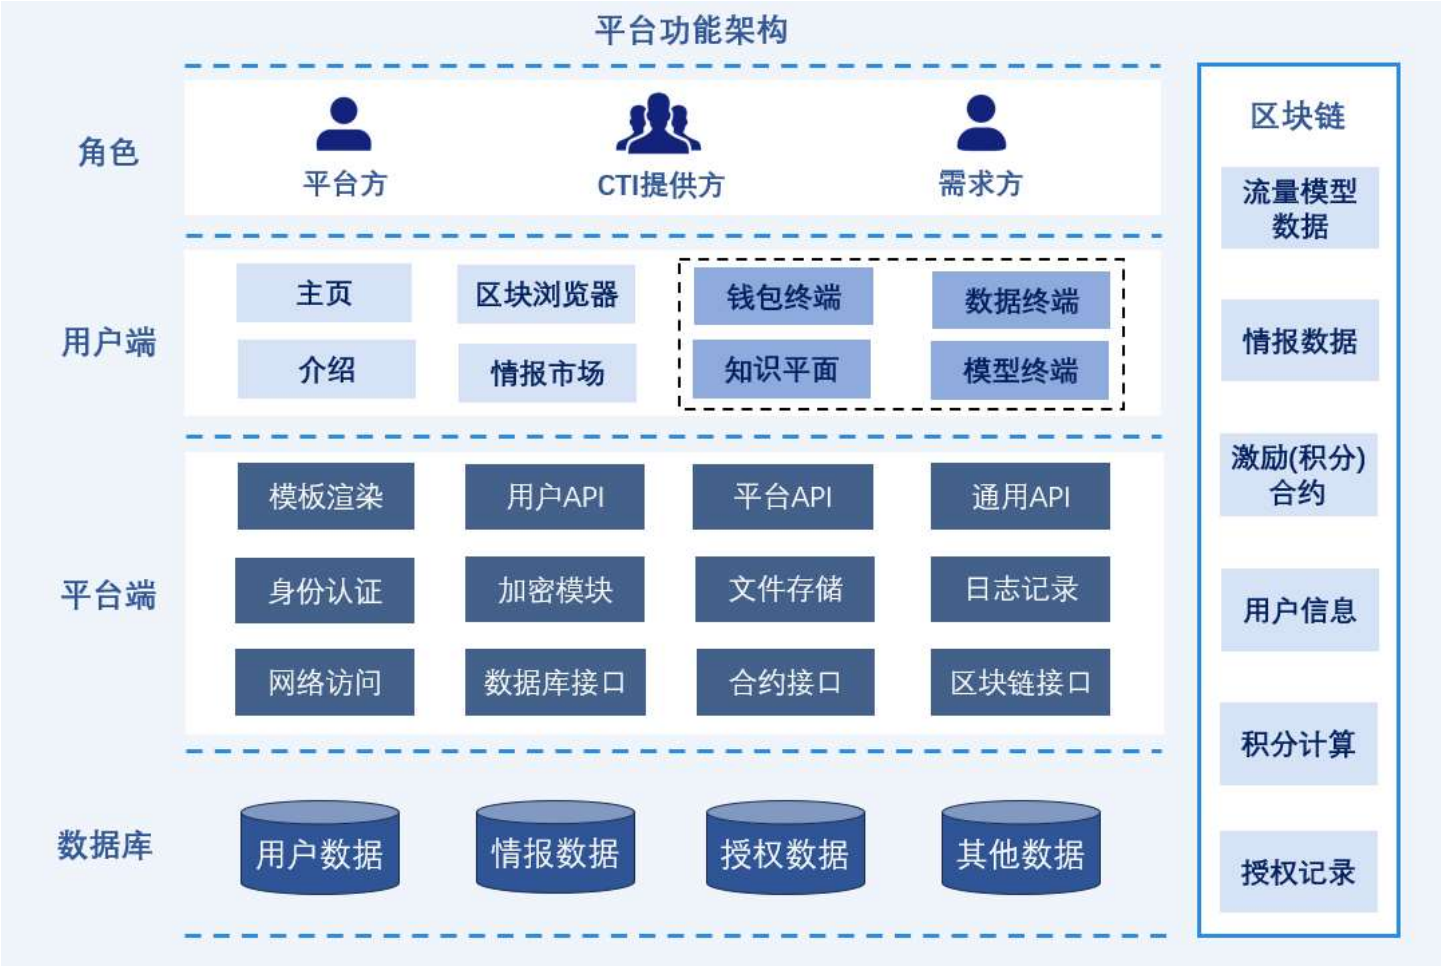 平台功能架构
角色
平台方
CTI提供方
需求方
用户端
主页
区块浏览器
钱包终端
数据终端
介绍
情报市场
知识平面
模型终端
平台端
模板渲染
用户API
平台API
通用API
身份认证
加密模块
文件存储
日志记录
网络访问
数据库接口
合约接口
区块链接口
数据库
用户数据
情报数据
授权数据
其他数据
区块链
流量模型
数据
情报数据
激励(积分)
合约
用户信息
积分计算
授权记录